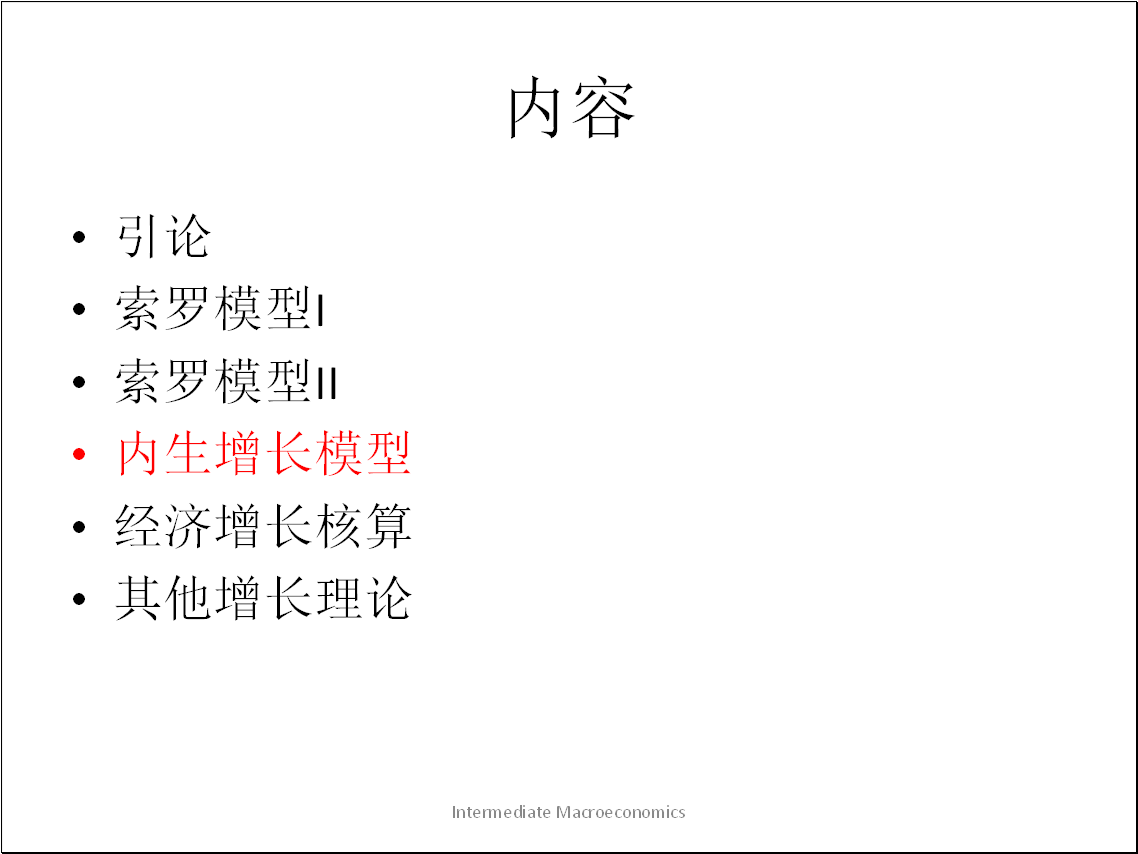 内容
• 引论
• 索罗模型I
• 索罗模型II
• 内生增长模型
• 经济增长核算
• 其他增长理论
Intermediate Macroeconomics